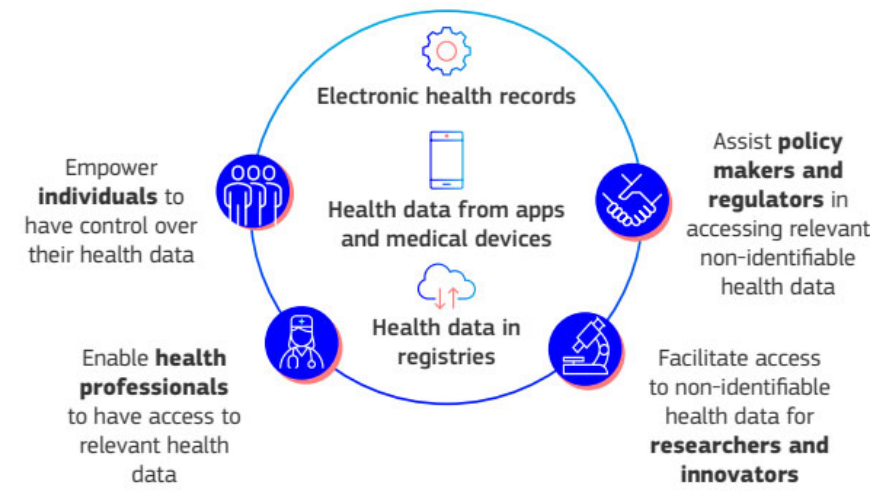 Electronic health records
Health data from apps
and medical devices
Health data in
registries
Empower
individuals to
have control over
their health data
Enable health
professionals
to have access to
relevant health
data
Assist policy
makers and
regulators in
accessing relevant
non-identifiable
health data
Facilitate access
to non-identifiable
health data for
researchers and
innovators